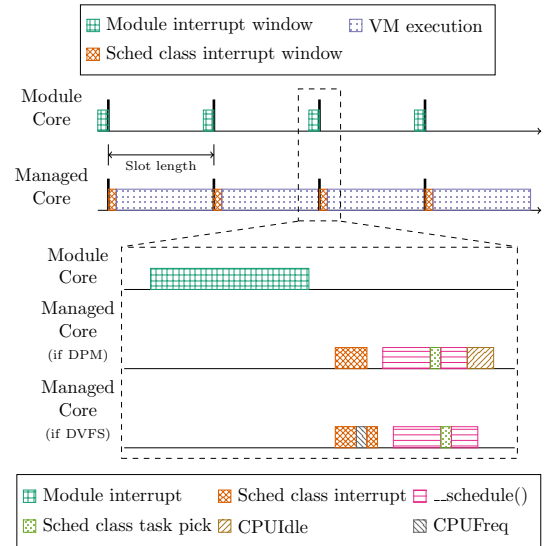 Module interrupt window
VM execution
Sched class interrupt window
Module
Core
Slot length
Managed
Core
Module
Core
Managed
Core
(if DPM)
Managed
Core
(if DVFS)
Module interrupt
Sched class interrupt
__schedule()
Sched class task pick
CPUIdle
CPUFreq